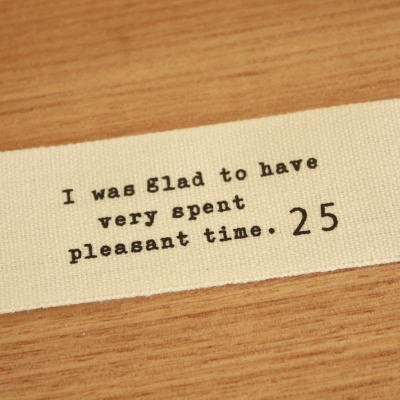 I was glad to have
very spent
pleasant time. 25